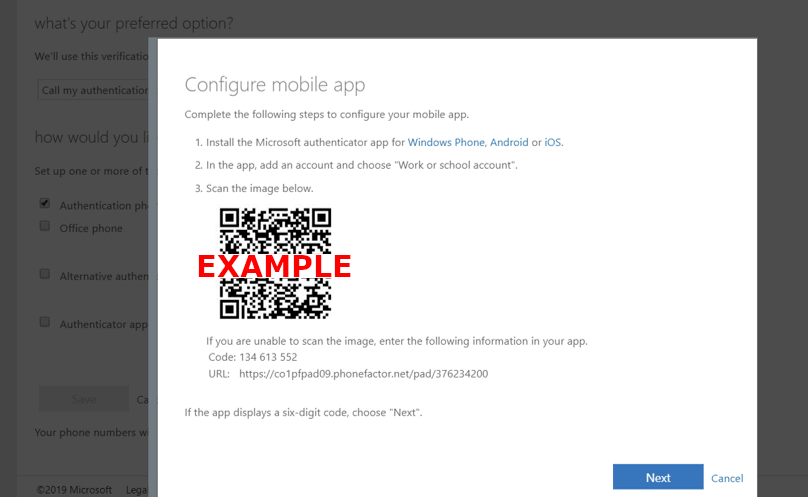 what's your preferred option?
We'll use this verificatio
Call my authentication
how would you li
Set up one or more of t
Authentication ph
Office phone
Alternative authen
Authenticator app
Save
Ca
Your phone numbers wi
©2019 Microsoft Legal
Configure mobile app
Complete the following steps to configure your mobile app.
1. Install the Microsoft authenticator app for Windows Phone, Android or iOS.
2. In the app, add an account and choose "Work or school account".
3. Scan the image below.
EXAMPLE
If you are unable to scan the image, enter the following information in your app.
Code: 134 613 552
URL: https://co1pfpad09.phonefactor.net/pad/376234200
If the app displays a six-digit code, choose "Next".
Next
Cancel